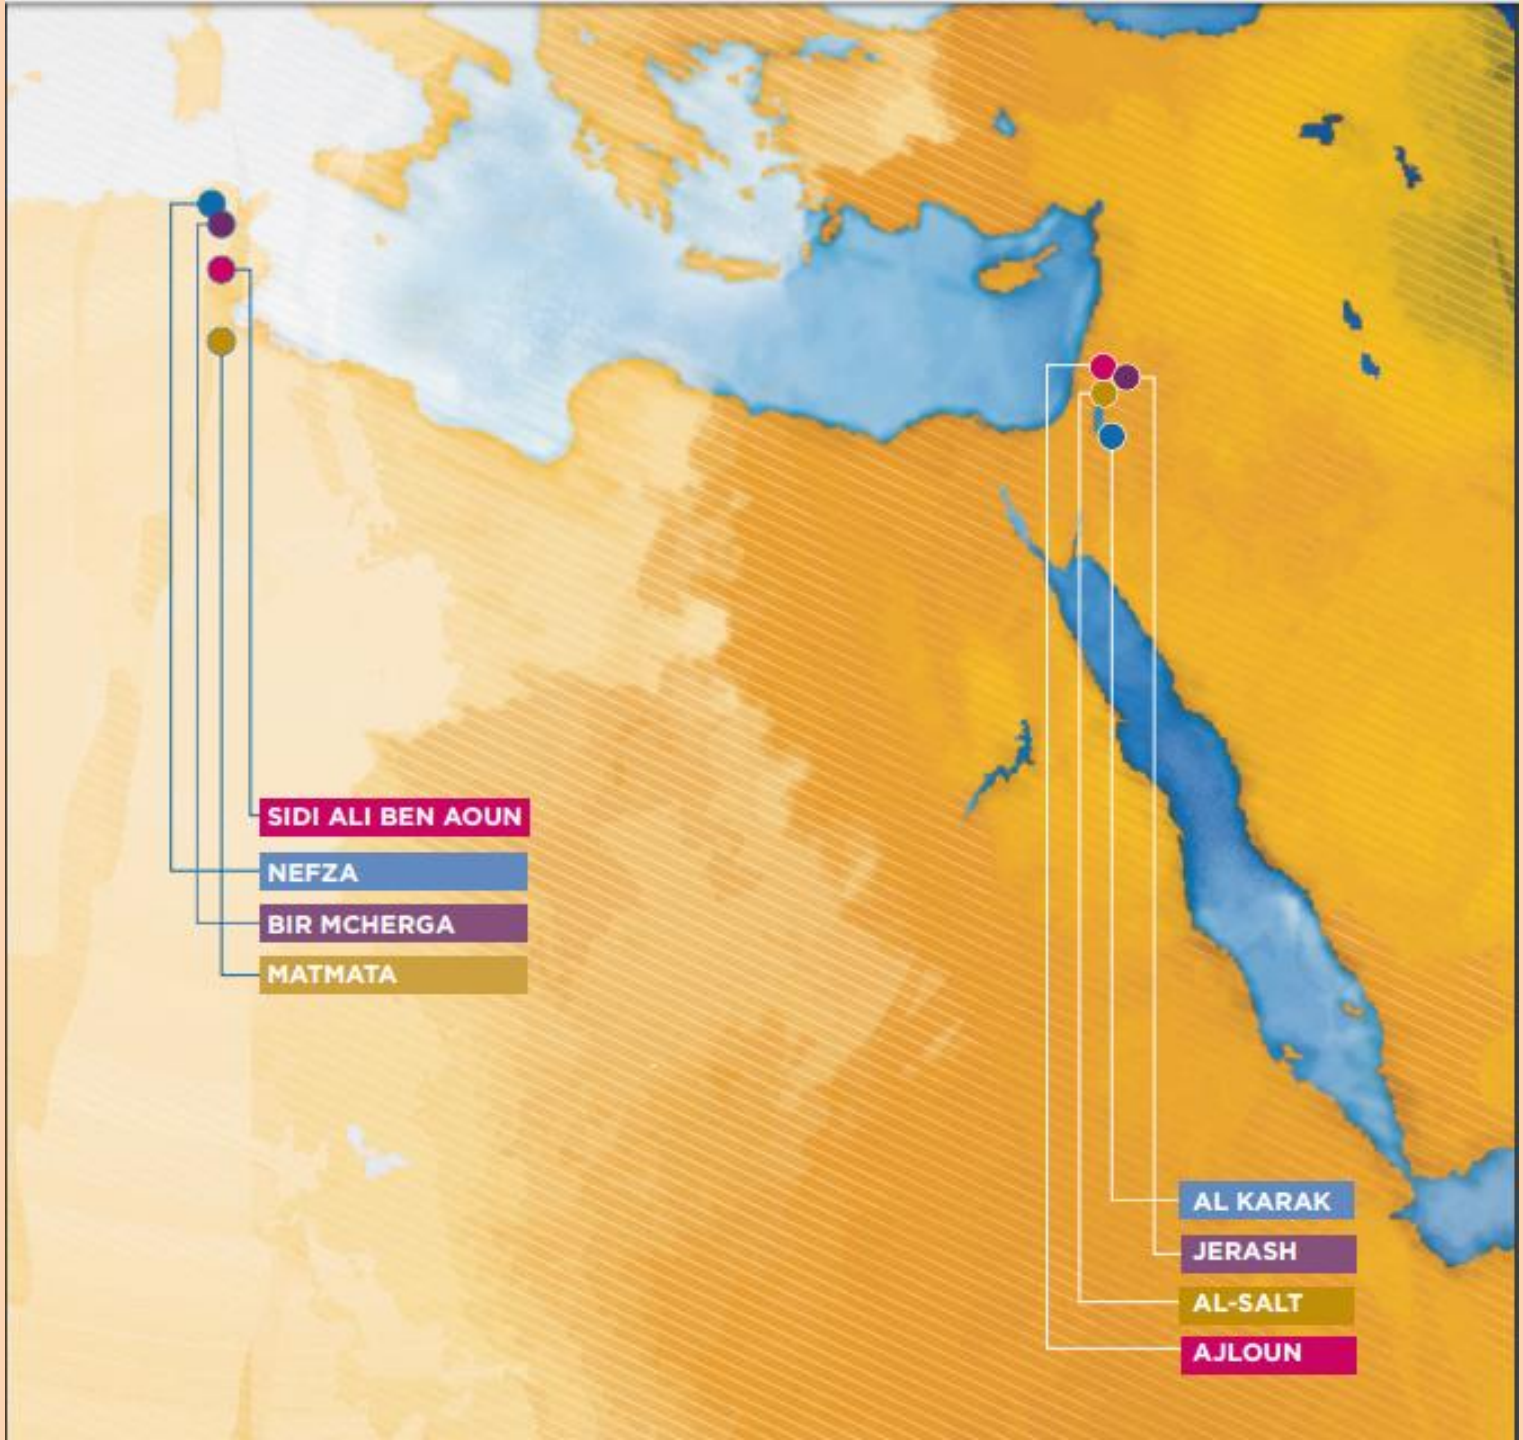 SIDI ALI BEN AOUN
NEFZA
BIR MCHERGA
MATMATA
AL KARAK
JERASH
AL-SALT
AJLOUN